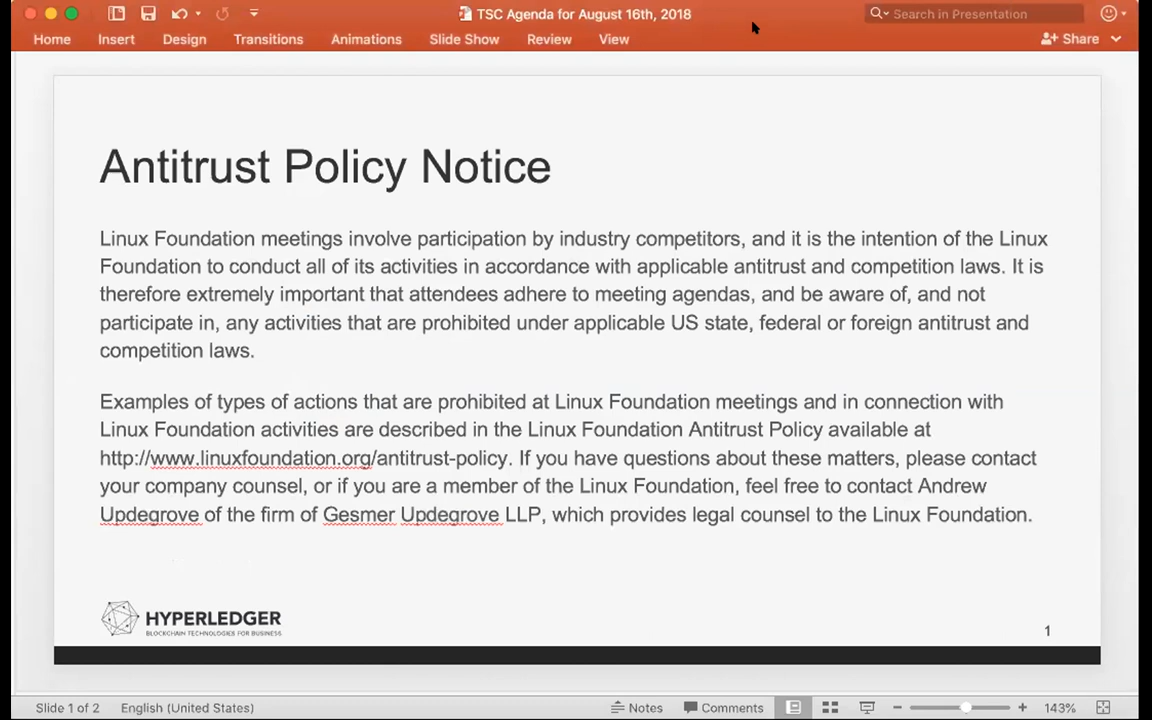 TSC Agenda for August 16th, 2018
Search in Presentation
Home Insert Design Transitions Animations Slide Show Review View Share
Antitrust Policy Notice
Linux Foundation meetings involve participation by industry competitors, and it is the intention of the Linux
Foundation to conduct all of its activities in accordance with applicable antitrust and competition laws. It is
therefore extremely important that attendees adhere to meeting agendas, and be aware of, and not
participate in, any activities that are prohibited under applicable US state, federal or foreign antitrust and
competition laws.
Examples of types of actions that are prohibited at Linux Foundation meetings and in connection with
Linux Foundation activities are described in the Linux Foundation Antitrust Policy available at
http://www.linuxfoundation.org/antitrust-policy. If you have questions about these matters, please contact
your company counsel, or if you are a member of the Linux Foundation, feel free to contact Andrew
Updegrove of the firm of Gesmer Updegrove LLP, which provides legal counsel to the Linux Foundation.
HYPERLEDGER
BLOCKCHAIN TECHNOLOGIES FOR BUSINESS
1
Slide 1 of 2 English (United States) Notes Comments 143%